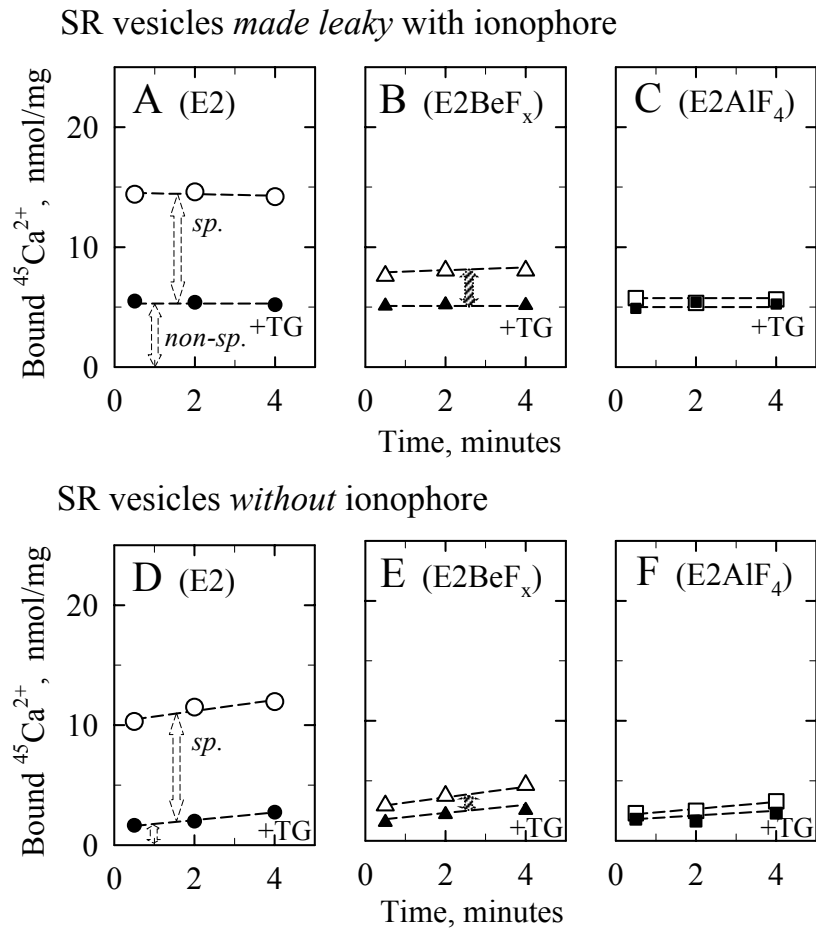 SR vesicles made leaky with ionophore
A (E2)
B (E2BeFx)
C (E2AlF4)
Bound 45Ca2+, nmol/mg
20
10
0
sp.
non-sp.
+TG
+TG
+TG
0 2 4
0 2 4
0 2 4
Time, minutes
SR vesicles without ionophore
D (E2)
E (E2BeFx)
F (E2AlF4)
Bound 45Ca2+, nmol/mg
20
10
0
sp.
+TG
+TG
+TG
0 2 4
0 2 4
0 2 4
Time, minutes